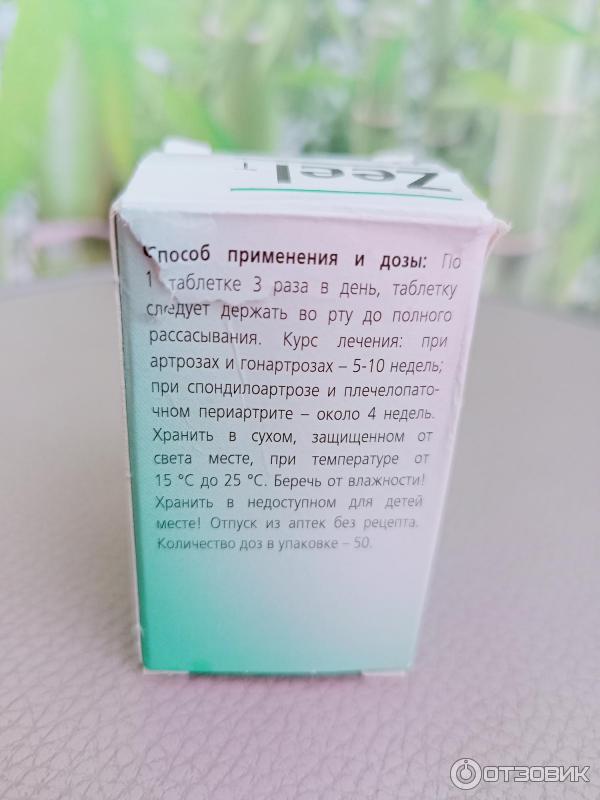 Zeel T
Способ применения и дозы: По
1 таблетке 3 раза в день, таблетку
следует держать во рту до полного
рассасывания. Курс лечения: при
артрозах и гонартрозах – 5-10 недель;
при спондилоартрозе и плечелопато-
чном периартрите – около 4 недель.
Хранить в сухом, защищенном от
света месте, при температуре от
15 °C до 25 °C. Беречь от влажности!
Хранить в недоступном для детей
месте! Отпуск из аптек без рецепта.
Количество доз в упаковке – 50.
ОТЗОВИК